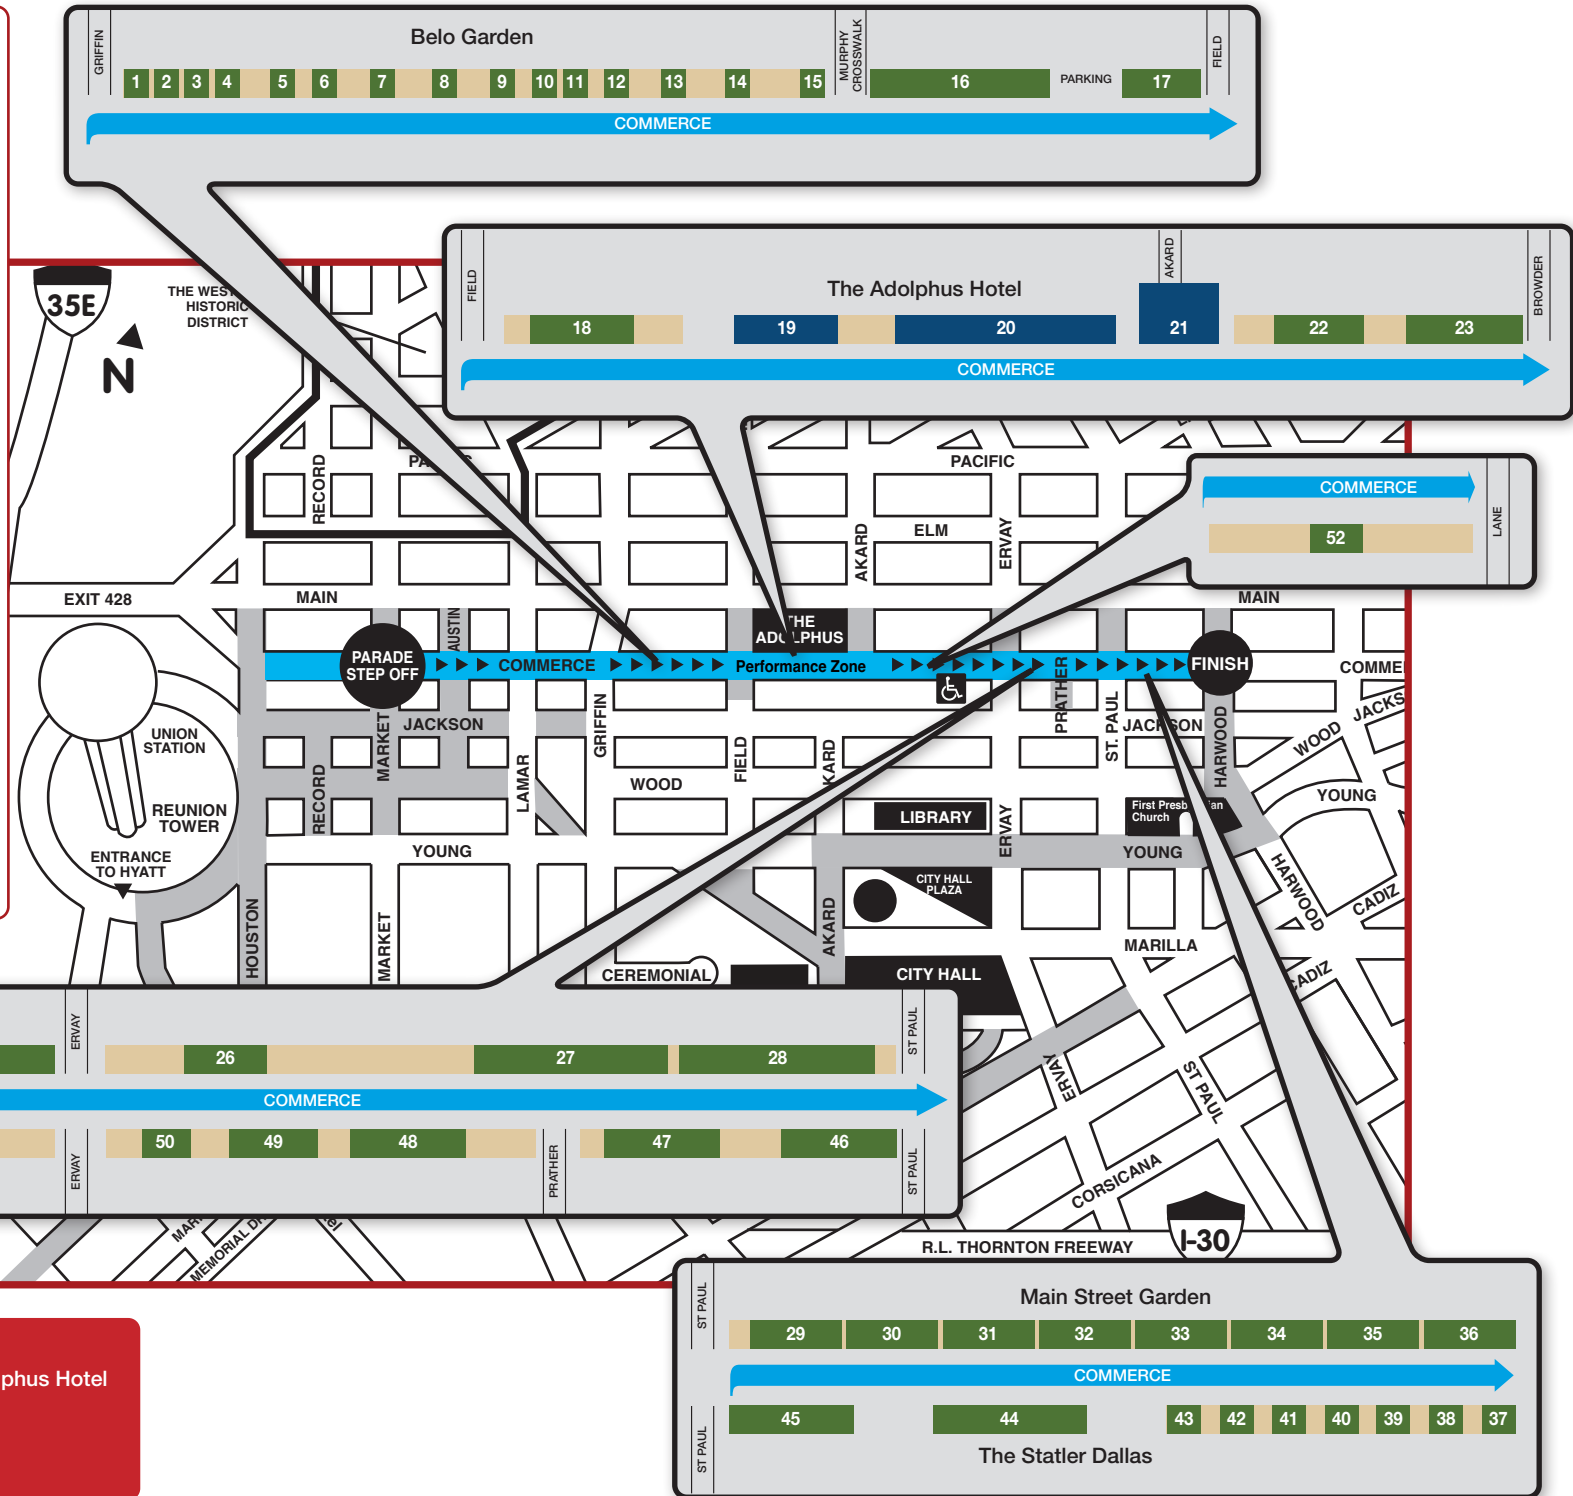 GRIFFIN
Belo Garden
MURPHY
CROSSWALK
FIELD
1 2 3 4 5 6 7 8 9 10 11 12 13 14 15 16 PARKING 17
COMMERCE
FIELD
The Adolphus Hotel
AKARD
BROWDER
18 19 20 21 22 23
COMMERCE
35E
N
HISTORIC
DISTRICT
RECORD
PACIFIC
AKARD
ELM
ERVAY
COMMERCE
52
LANE
EXIT 428
MAIN
MAIN
AUSTIN
THE
ADOLPHUS
PARADE
STEP OFF
COMMERCE
Performance Zone
FINISH
UNION
STATION
MARKET
JACKSON
GRIFFIN
PRATHER
ST. PAUL
JACKSON
HARWOOD
WOOD
LAMAR
WOOD
FIELD
RECORD
REUNION
TOWER
LIBRARY
ERVAY
First Presb
Church
YOUNG
ENTRANCE
TO HYATT
YOUNG
YOUNG
HARWOOD
CADIZ
CITY HALL
PLAZA
HOUSTON
MARKET
AKARD
MARILLA
CEREMONIAL
CITY HALL
ERVAY
26 27 28
ST PAUL
COMMERCE
ERVAY
50 49 48
PRATHER
47 46
ST PAUL
ERVAY
ST PAUL
CORSICANA
R.L. THORNTON FREEWAY
I-30
MEMORIAL
phus Hotel
ST PAUL
Main Street Garden
29 30 31 32 33 34 35 36
COMMERCE
ST PAUL
45 44 43 42 41 40 39 38 37
The Statler Dallas